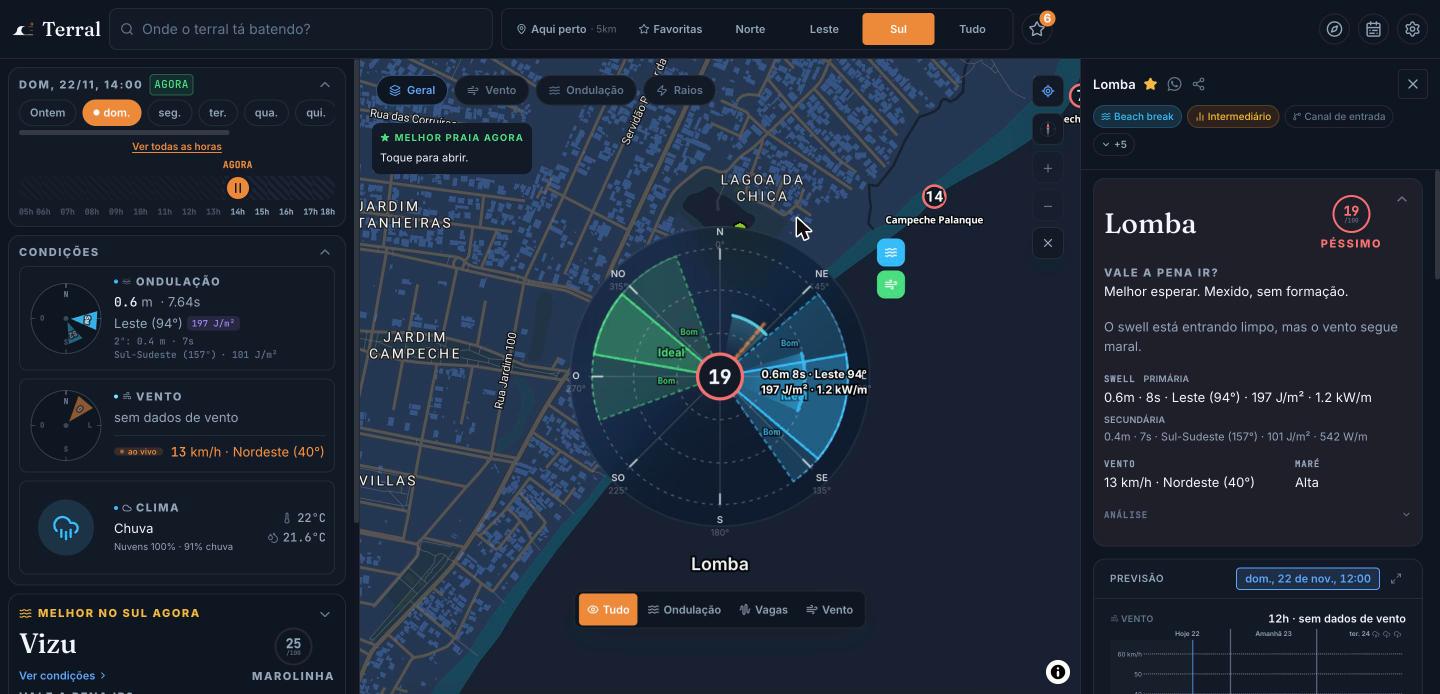 Terral
Onde o terral tá batendo?
Aqui perto · 5km
Favoritas
Norte
Leste
Sul
Tudo
6
DOM, 22/11, 14:00 AGORA
Ontem
dom.
seg.
ter.
qua.
qui.
Ver todas as horas
AGORA
05h 06h 07h 08h 09h 10h 11h 12h 13h 14h 15h 16h 17h 18h
CONDIÇÕES
ONDULAÇÃO
0.6 m · 7.64s
Leste (94°) 197 J/m²
2ª: 0.4 m · 7s
Sul-Sudeste (157°) · 101 J/m²
VENTO
sem dados de vento
ao vivo 13 km/h · Nordeste (40°)
CLIMA
Chuva
Nuvens 100% · 91% chuva
22°C
21.6°C
MELHOR NO SUL AGORA
Vizu
25
/100
Ver condições
MAROLINHA
VALE A PENA IR?
Geral
Vento
Ondulação
Raios
Rua das Corruíras
MELHOR PRAIA AGORA
Toque para abrir.
LAGOA DA
CHICA
14
Campeche Palanque
JARDIM
CAMPECHE
Rua Jardim 100
VILLAS
N
0°
NE
45°
SE
135°
S
180°
SO
225°
O
270°
NO
315°
Bom
Ideal
Bom
19
Bom
0.6m 8s · Leste 94°
197 J/m² · 1.2 kW/m
Ideal
Bom
Lomba
Tudo
Ondulação
Vagas
Vento
Lomba
Beach break
Intermediário
Canal de entrada
+5
Lomba
19
/100
PÉSSIMO
VALE A PENA IR?
Melhor esperar. Mexido, sem formação.
O swell está entrando limpo, mas o vento segue
maral.
SWELL PRIMÁRIA
0.6m · 8s · Leste (94°) · 197 J/m² · 1.2 kW/m
SECUNDÁRIA
0.4m · 7s · Sul-Sudeste (157°) · 101 J/m² · 542 W/m
VENTO
13 km/h · Nordeste (40°)
MARÉ
Alta
ANÁLISE
PREVISÃO
dom., 22 de nov., 12:00
VENTO
12h · sem dados de vento
Hoje 22
Amanhã 23
ter. 24
60 km/h
50